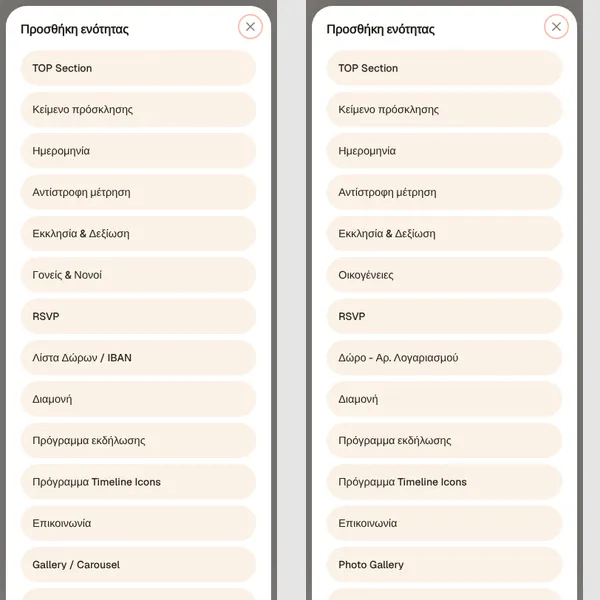 Προσθήκη ενότητας
TOP Section
Κείμενο πρόσκλησης
Ημερομηνία
Αντίστροφη μέτρηση
Εκκλησία & Δεξίωση
Γονείς & Νονοί
RSVP
Λίστα Δώρων / IBAN
Διαμονή
Πρόγραμμα εκδήλωσης
Πρόγραμμα Timeline Icons
Επικοινωνία
Gallery / Carousel
Προσθήκη ενότητας
TOP Section
Κείμενο πρόσκλησης
Ημερομηνία
Αντίστροφη μέτρηση
Εκκλησία & Δεξίωση
Οικογένειες
RSVP
Δώρο - Αρ. Λογαριασμού
Διαμονή
Πρόγραμμα εκδήλωσης
Πρόγραμμα Timeline Icons
Επικοινωνία
Photo Gallery